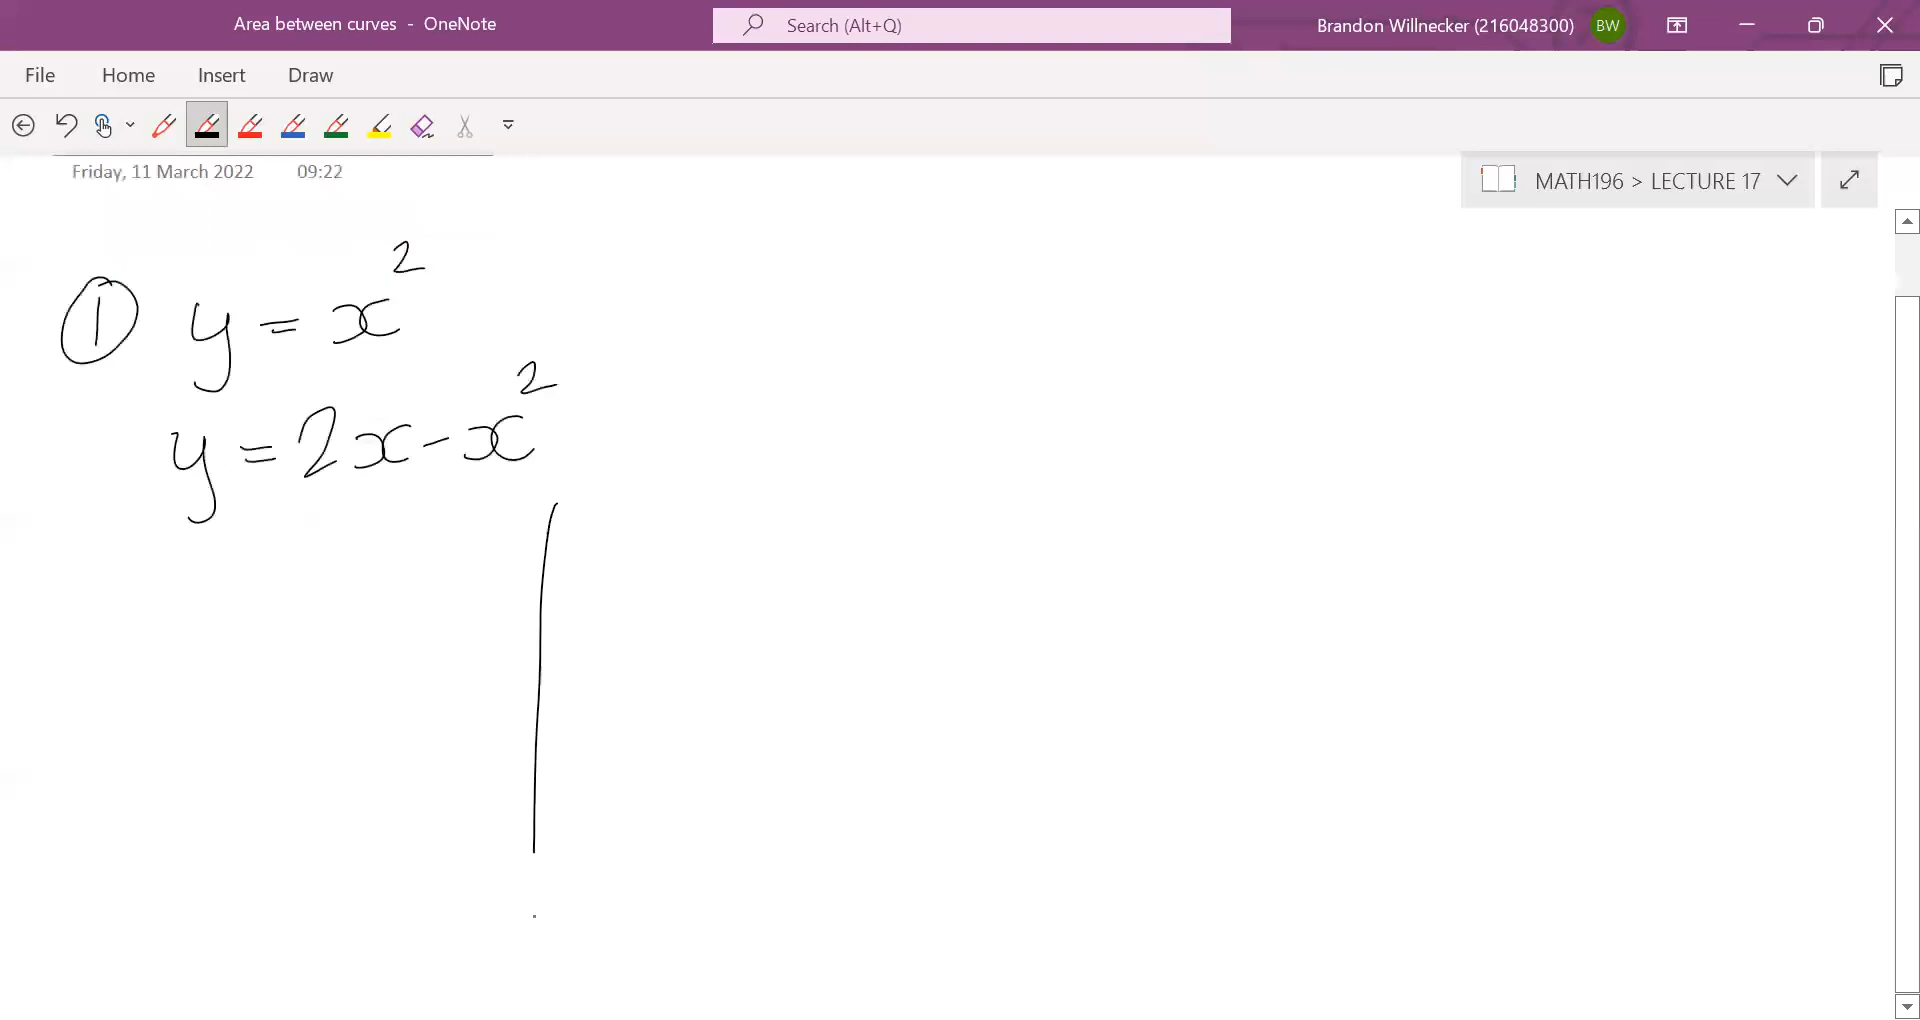 Area between curves - OneNote
Search (Alt+Q)
Brandon Willnecker (216048300)
BW
File Home Insert Draw
Friday, 11 March 2022 09:22
MATH196 > LECTURE 17
① y = x²
y = 2x - x²